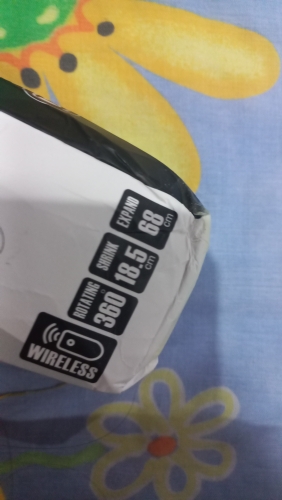 WIRELESS
ROTATING
360°
SHRINK
18.5
cm
EXPAND
68
cm